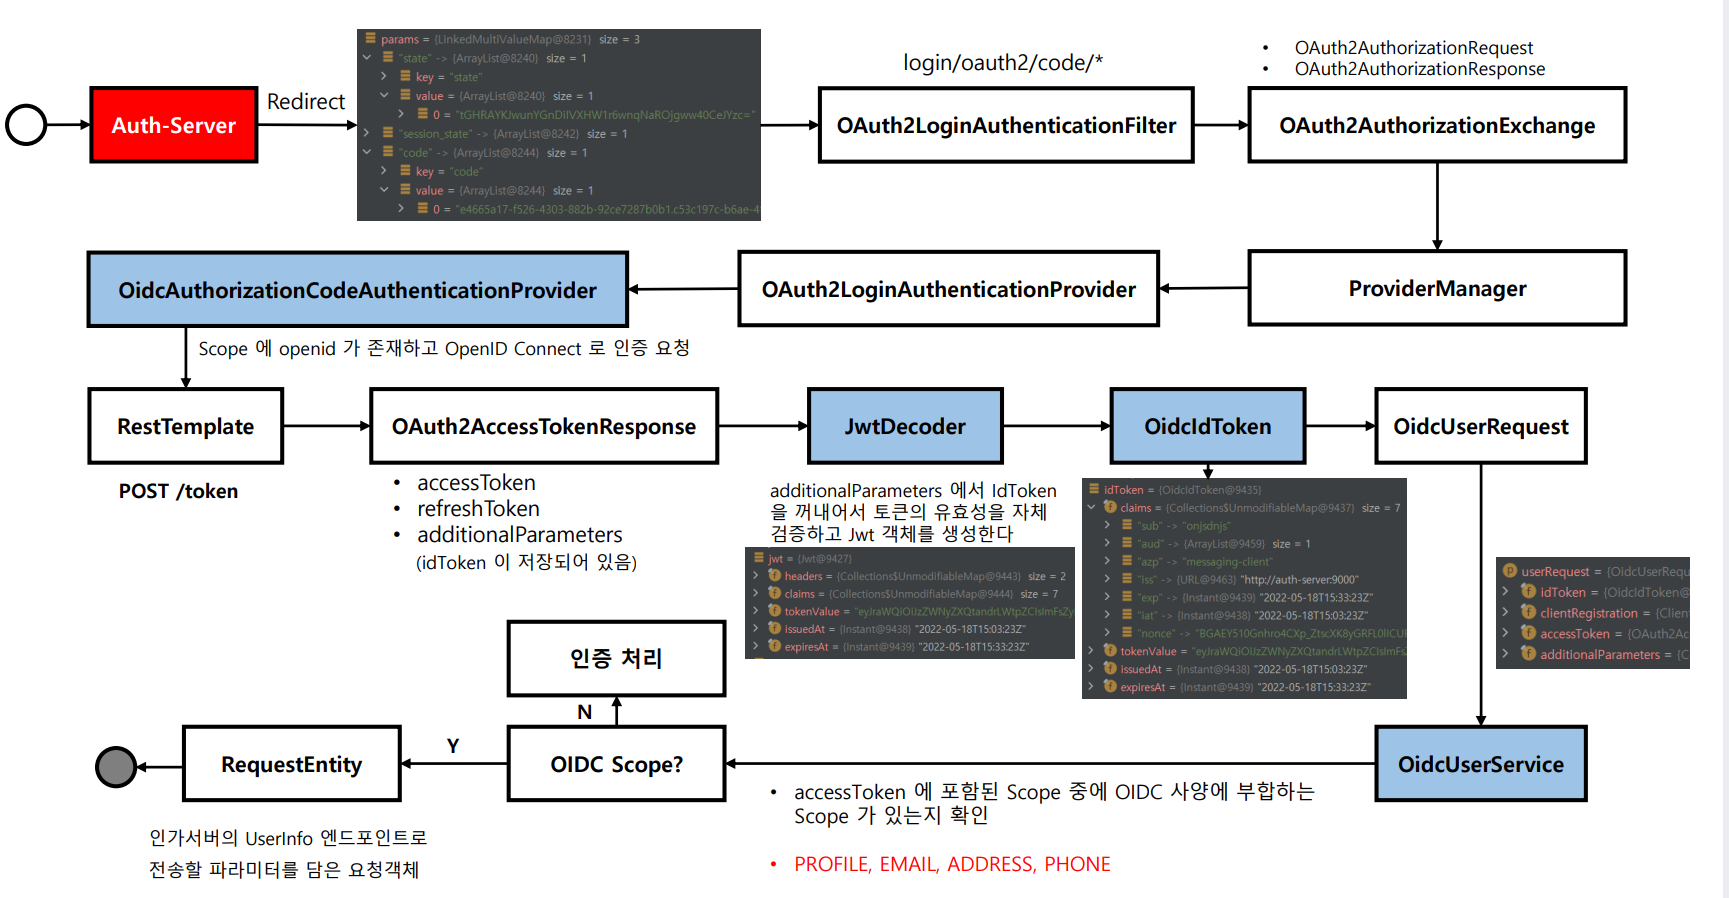 Auth-Server
Redirect
params = {LinkedMultiValueMap@8231} size = 3
"state" -> {ArrayList@8240} size = 1
key = "state"
value = {ArrayList@8240} size = 1
"session_state" -> {ArrayList@8242} size = 1
"code" -> {ArrayList@8244} size = 1
key = "code"
value = {ArrayList@8244} size = 1
0 = "e4665a17-f526-4303-882b-92ce7287b0b1.c53c197c-b6ae-4
login/oauth2/code/*
OAuth2LoginAuthenticationFilter
• OAuth2AuthorizationRequest
• OAuth2AuthorizationResponse
OAuth2AuthorizationExchange
OidcAuthorizationCodeAuthenticationProvider
OAuth2LoginAuthenticationProvider
ProviderManager
Scope 에 openid 가 존재하고 OpenID Connect 로 인증 요청
RestTemplate
POST /token
OAuth2AccessTokenResponse
• accessToken
• refreshToken
• additionalParameters
(idToken 이 저장되어 있음)
JwtDecoder
additionalParameters 에서 IdToken
을 꺼내어서 토큰의 유효성을 자체
검증하고 Jwt 객체를 생성한다
jwt = {Jwt@9427}
headers = {Collections$UnmodifiableMap@9443} size = 2
claims = {Collections$UnmodifiableMap@9444} size = 7
issuedAt = {Instant@9438} "2022-05-18T15:03:23Z"
expiresAt = {Instant@9439} "2022-05-18T15:33:23Z"
OidcIdToken
idToken = {OidcIdToken@9435}
claims = {Collections$UnmodifiableMap@9437} size = 7
"sub" -> "onjsdnjs"
"aud" -> {ArrayList@9459} size = 1
"azp" -> "messaging-client"
"iss" -> {URL@9463} "http://auth-server:9000"
"exp" -> {Instant@9439} "2022-05-18T15:33:23Z"
"iat" -> {Instant@9438} "2022-05-18T15:03:23Z"
"nonce" ->
tokenValue =
issuedAt = {Instant@9438} "2022-05-18T15:03:23Z"
expiresAt = {Instant@9439} "2022-05-18T15:33:23Z"
OidcUserRequest
userRequest = {OidcUserRequ
idToken = {OidcIdToken@
clientRegistration = {Clien
accessToken = {OAuth2Ac
additionalParameters = {C
인증 처리
N
RequestEntity
Y
OIDC Scope?
OidcUserService
인가서버의 UserInfo 엔드포인트로
전송할 파라미터를 담은 요청객체
• accessToken 에 포함된 Scope 중에 OIDC 사양에 부합하는
Scope 가 있는지 확인
• PROFILE, EMAIL, ADDRESS, PHONE